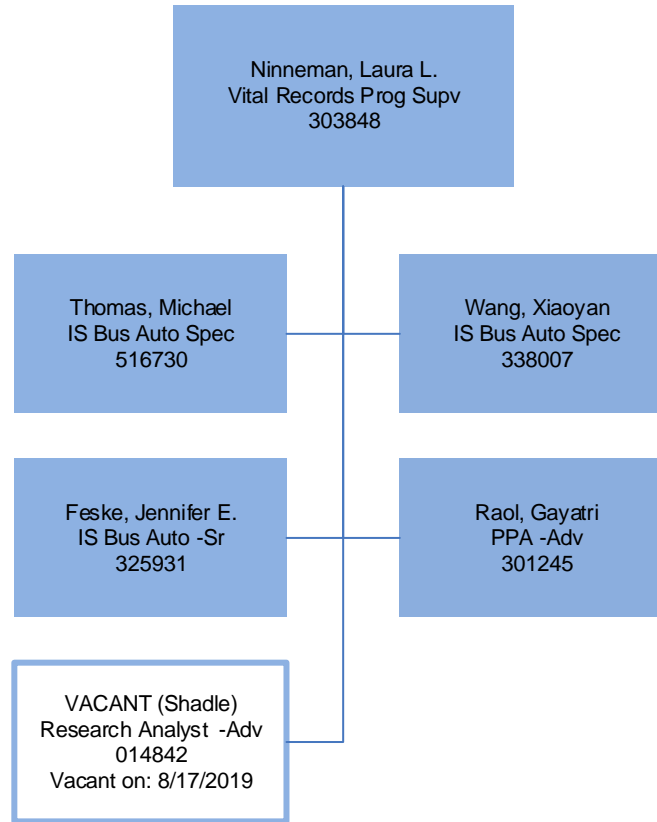 Ninneman, Laura L.
Vital Records Prog Supv
303848
Thomas, Michael
IS Bus Auto Spec
516730
Wang, Xiaoyan
IS Bus Auto Spec
338007
Feske, Jennifer E.
IS Bus Auto -Sr
325931
Raol, Gayatri
PPA -Adv
301245
VACANT (Shadle)
Research Analyst -Adv
014842
Vacant on: 8/17/2019